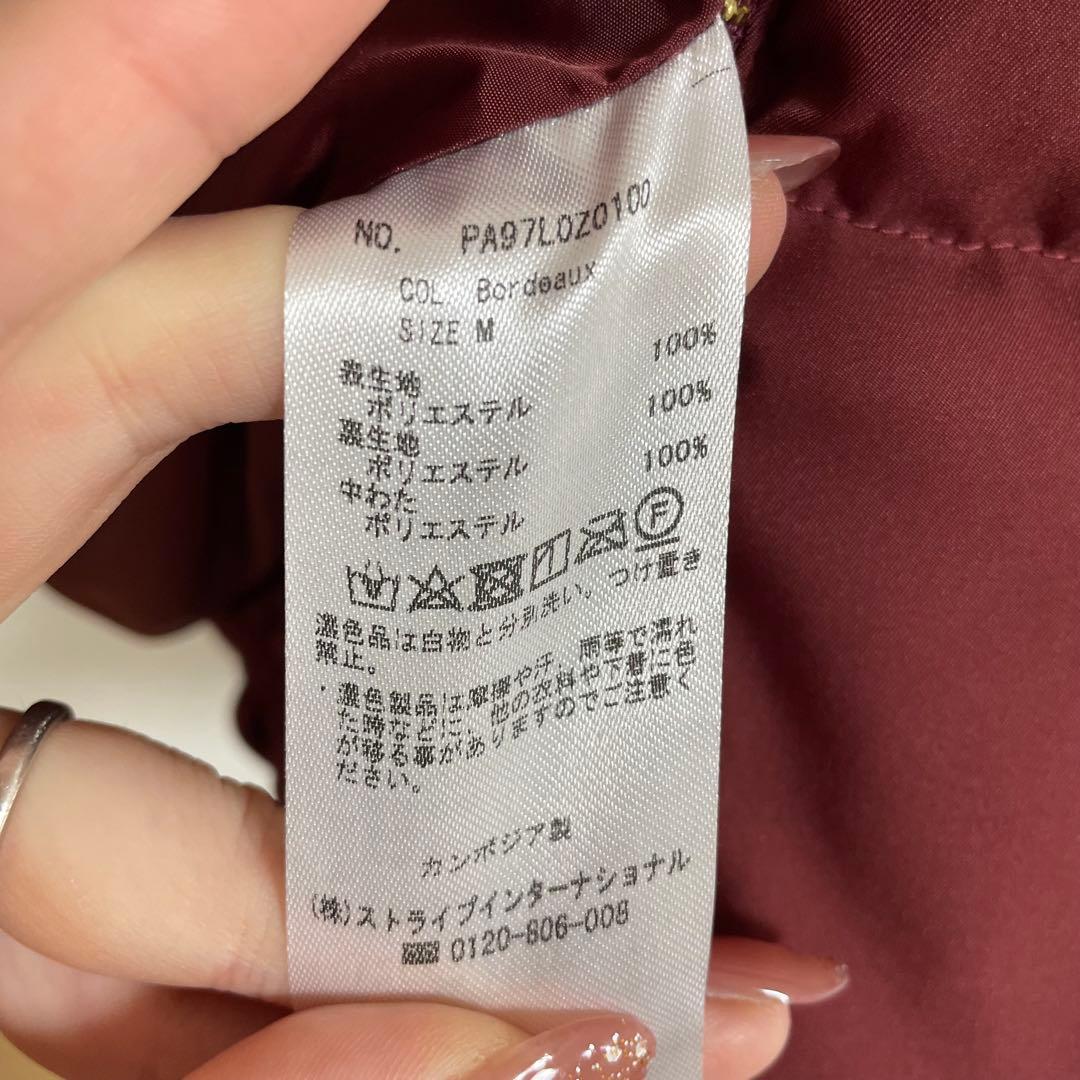 NO. PA97L0Z0100
COL Bordeaux
SIZE M
表生地
ポリエステル 100%
裏生地
ポリエステル 100%
中わた
ポリエステル 100%
F
濃色品は白物と分別洗い、つけ置き
禁止。
・濃色製品は摩擦や汗、雨等で濡れ
た時などに、他の衣料や下着に色
が移る事がありますのでご注意く
ださい。
カンボジア製
(株)ストライプインターナショナル
0120-806-008